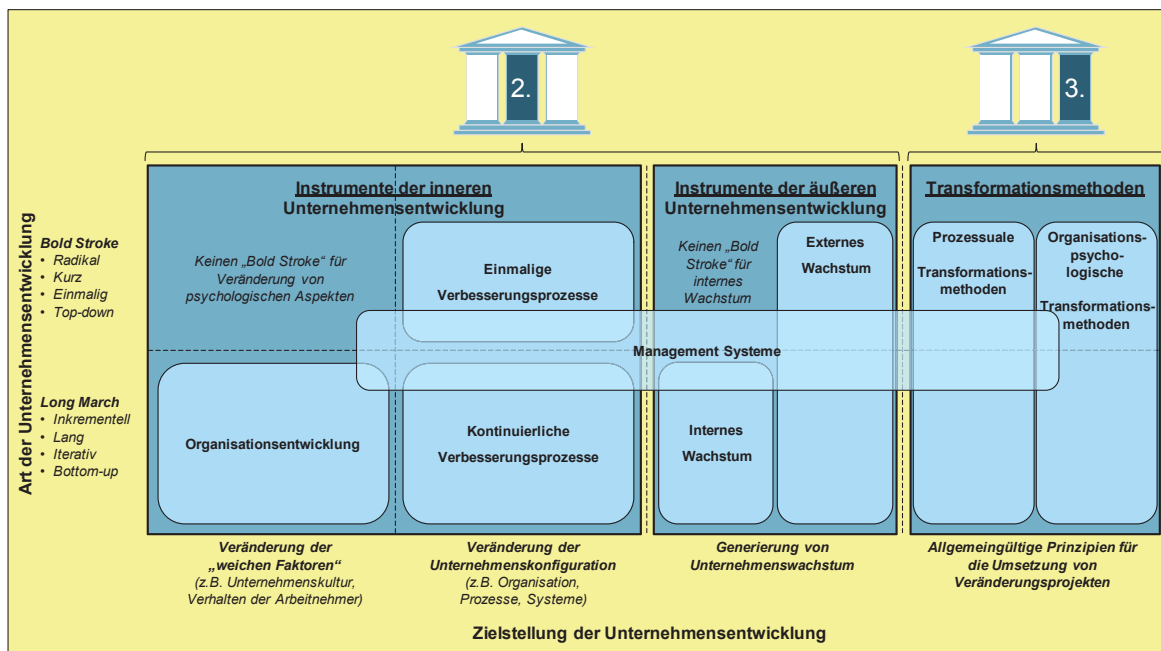 2.
3.
Instrumente der inneren
Unternehmensentwicklung
Instrumente der äußeren
Unternehmensentwicklung
Transformationsmethoden
Art der Unternehmensentwicklung
Bold Stroke
• Radikal
• Kurz
• Einmalig
• Top-down
Keinen „Bold Stroke“ für
Veränderung von
psychologischen Aspekten
Einmalige
Verbesserungsprozesse
Keinen „Bold
Stroke“ für
internes
Wachstum
Externes
Wachstum
Prozessuale
Transformations-
methoden
Organisations-
psycho-
logische
Transformations-
methoden
Management Systeme
Long March
• Inkrementell
• Lang
• Iterativ
• Bottom-up
Organisationsentwicklung
Kontinuierliche
Verbesserungsprozesse
Internes
Wachstum
Veränderung der
„weichen Faktoren“
(z.B. Unternehmenskultur,
Verhalten der Arbeitnehmer)
Veränderung der
Unternehmenskonfiguration
(z.B. Organisation,
Prozesse, Systeme)
Generierung von
Unternehmenswachstum
Allgemeingültige Prinzipien für
die Umsetzung von
Veränderungsprojekten
Zielstellung der Unternehmensentwicklung